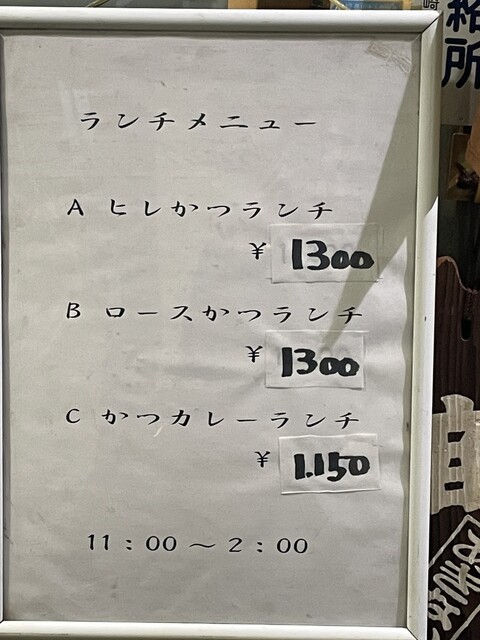 ランチメニュー
A ヒレかつランチ
¥ 1300
B ロースかつランチ
¥ 1300
C かつカレーランチ
¥ 1.150
11：00～2：00
絡
所